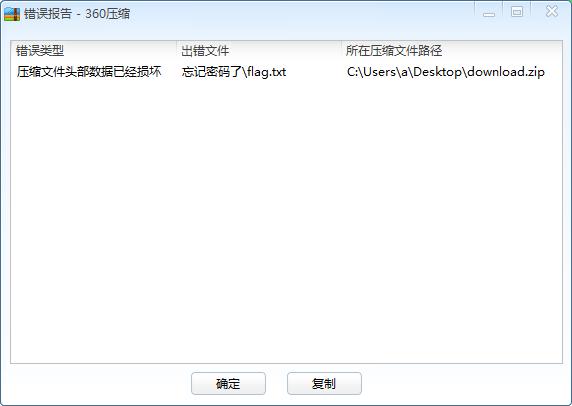 错误报告 - 360压缩
错误类型 出错文件 所在压缩文件路径
压缩文件头部数据已经损坏 忘记密码了\flag.txt C:\Users\a\Desktop\download.zip
确定 复制